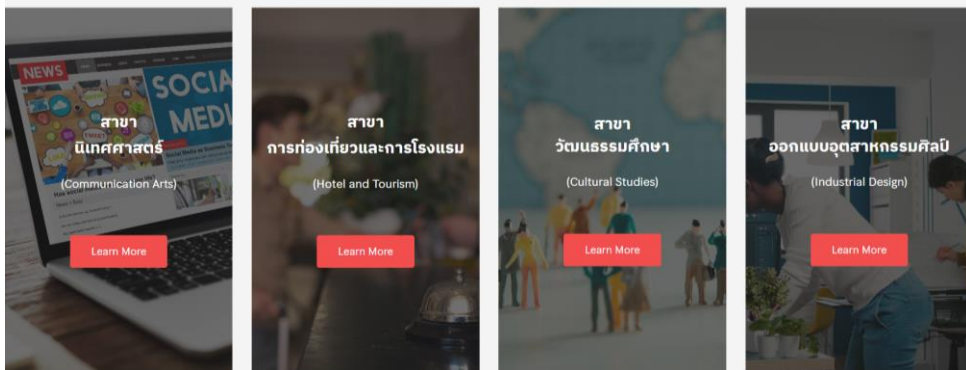 สาขา
นิเทศศาสตร์
(Communication Arts)
Learn More
NEWS
SOCIA
MEDI
TWEET
สาขา
การท่องเที่ยวและการโรงแรม
(Hotel and Tourism)
Learn More
สาขา
วัฒนธรรมศึกษา
(Cultural Studies)
Learn More
สาขา
ออกแบบอุตสาหกรรมศิลป์
(Industrial Design)
Learn More